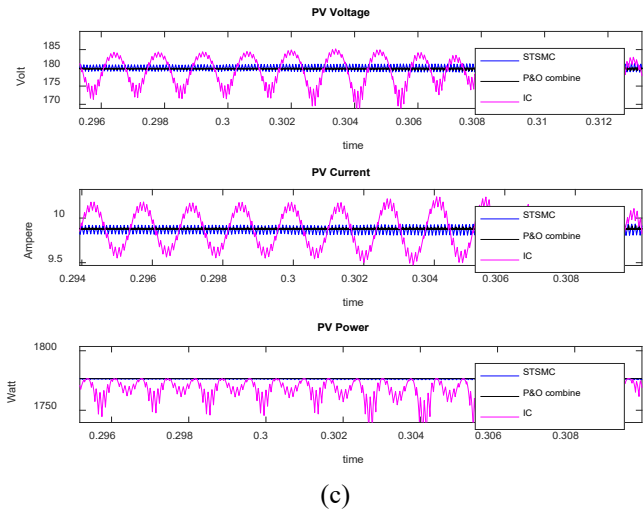 PV Voltage
Volt
185
180
175
170
STSMC
P&O combine
IC
0.296 0.298 0.3 0.302 0.304 0.306 0.308 0.31 0.312
time
PV Current
Ampere
10
9.5
STSMC
P&O combine
IC
0.294 0.296 0.298 0.3 0.302 0.304 0.306 0.308
time
PV Power
Watt
1800
1750
STSMC
P&O combine
IC
0.296 0.298 0.3 0.302 0.304 0.306 0.308
time
(c)